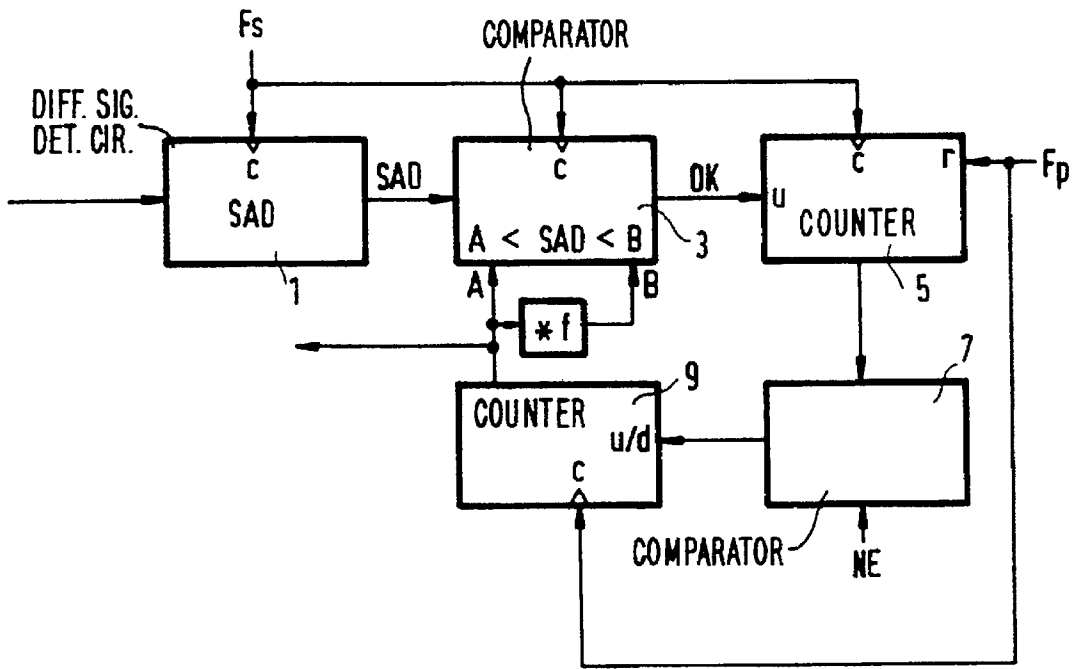 Fs
COMPARATOR
DIFF. SIG.
DET. CIR.
c
SAD
1
SAD
c
A < SAD < B
3
OK
c
r
u
COUNTER
5
Fp
A
B
* f
7
COUNTER
9
u/d
c
COMPARATOR
NE